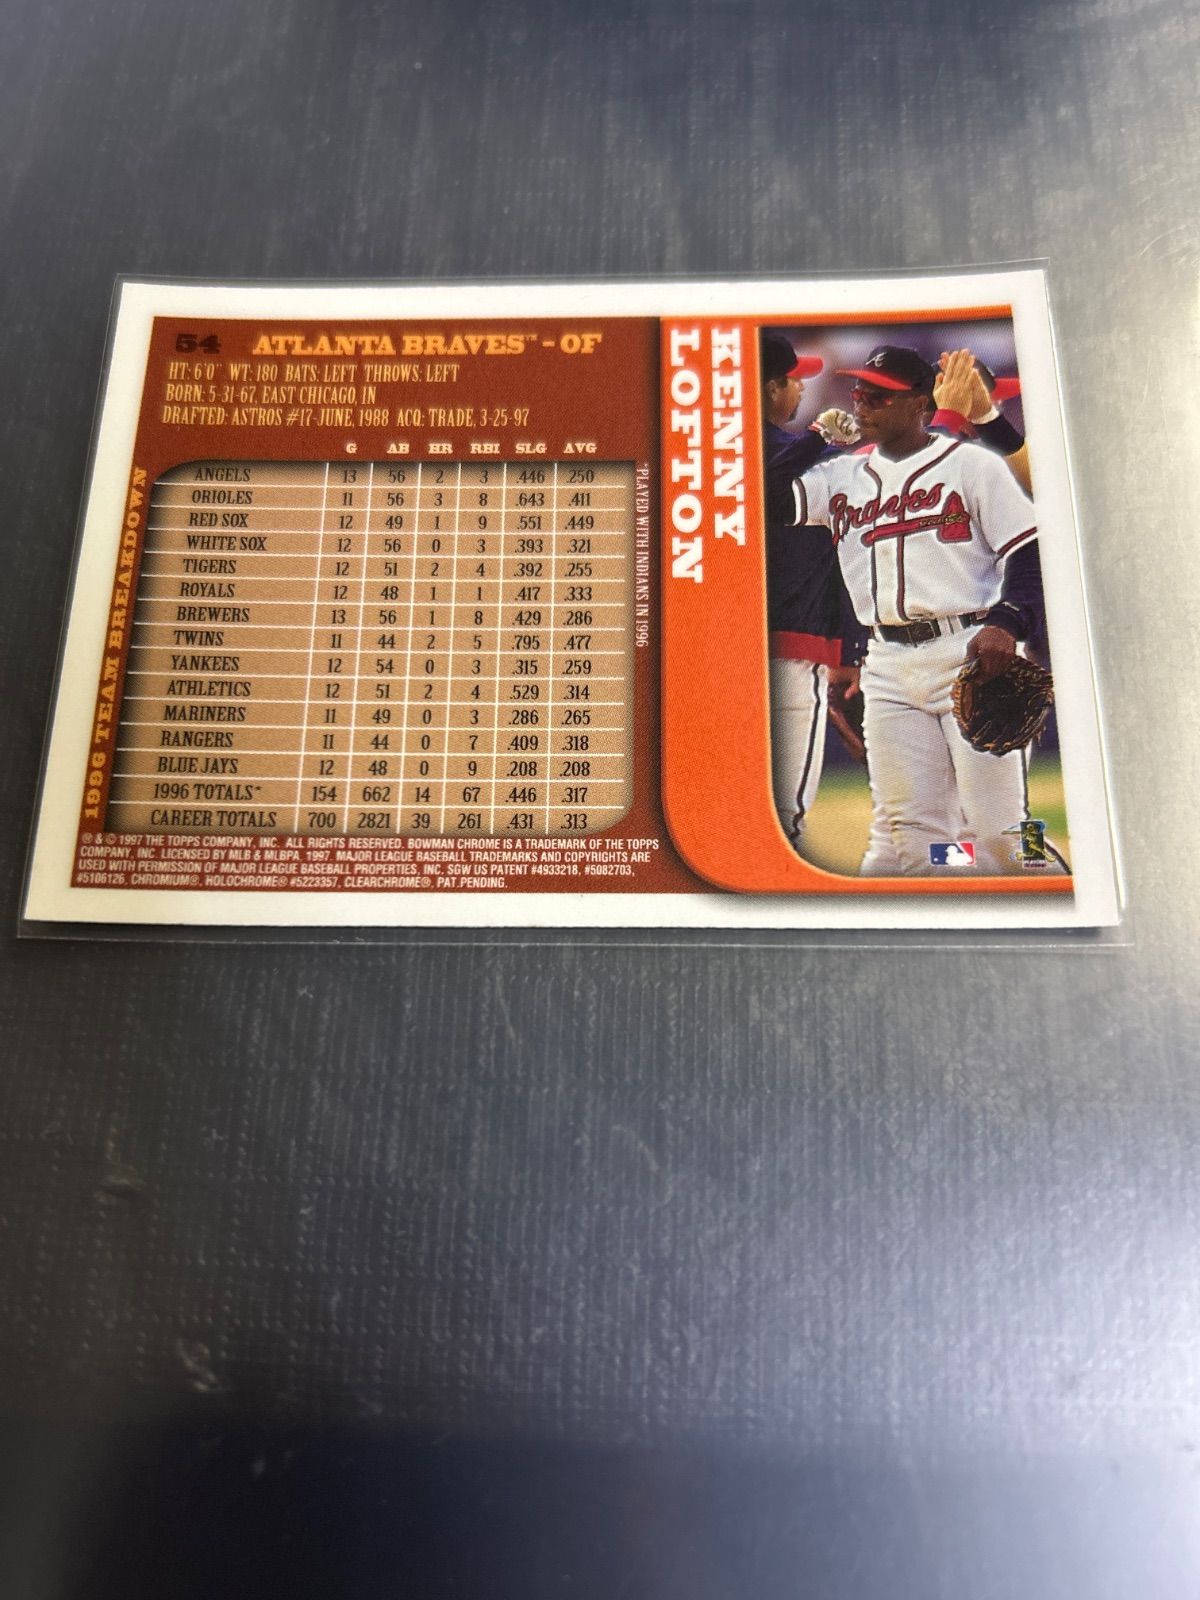 54 ATLANTA BRAVES™ - OF
HT: 6'0" WT: 180 BATS: LEFT THROWS: LEFT
BORN: 5-31-67, EAST CHICAGO, IN
DRAFTED: ASTROS #17-JUNE, 1988 ACQ: TRADE, 3-25-97
G AB HR RBI SLG AVG
ANGELS 13 56 2 3 .446 .250
ORIOLES 11 56 3 8 .643 .411
RED SOX 12 49 1 9 .551 .449
WHITE SOX 12 56 0 3 .393 .321
TIGERS 12 51 2 4 .392 .255
ROYALS 12 48 1 1 .417 .333
BREWERS 13 56 1 8 .429 .286
TWINS 11 44 2 5 .795 .477
YANKEES 12 54 0 3 .315 .259
ATHLETICS 12 51 2 4 .529 .314
MARINERS 11 49 0 3 .286 .265
RANGERS 11 44 0 7 .409 .318
BLUE JAYS 12 48 0 9 .208 .208
1996 TOTALS* 154 662 14 67 .446 .317
CAREER TOTALS 700 2821 39 261 .431 .313
1996 TEAM BREAKDOWN
*PLAYED WITH INDIANS IN 1996
® & © 1997 THE TOPPS COMPANY, INC. ALL RIGHTS RESERVED. BOWMAN CHROME IS A TRADEMARK OF THE TOPPS
COMPANY, INC. LICENSED BY MLB & MLBPA. 1997. MAJOR LEAGUE BASEBALL TRADEMARKS AND COPYRIGHTS ARE
USED WITH PERMISSION OF MAJOR LEAGUE BASEBALL PROPERTIES, INC. SGW US PATENT #4933218, #5082703,
#5106126, CHROMIUM®, HOLOCHROME® #5223357, CLEARCHROME®, PAT. PENDING.
KENNY
LOFTON
A
Braves